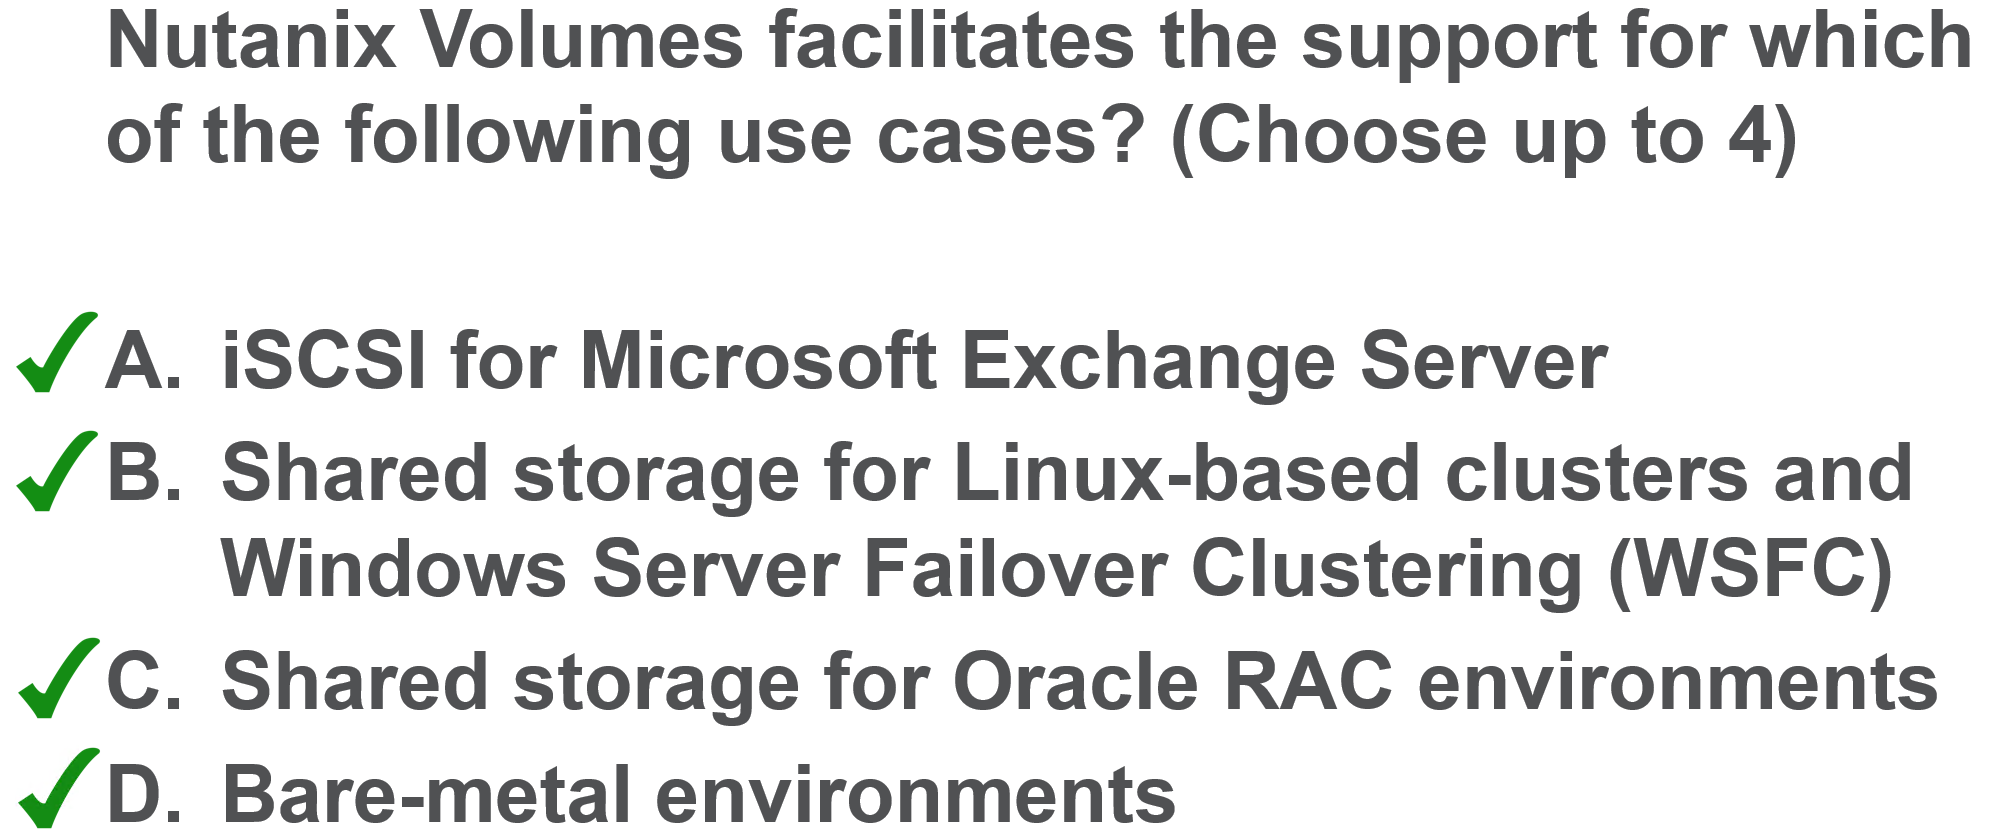 Nutanix Volumes facilitates the support for which
of the following use cases? (Choose up to 4)
A. iSCSI for Microsoft Exchange Server
B. Shared storage for Linux-based clusters and
Windows Server Failover Clustering (WSFC)
C. Shared storage for Oracle RAC environments
D. Bare-metal environments